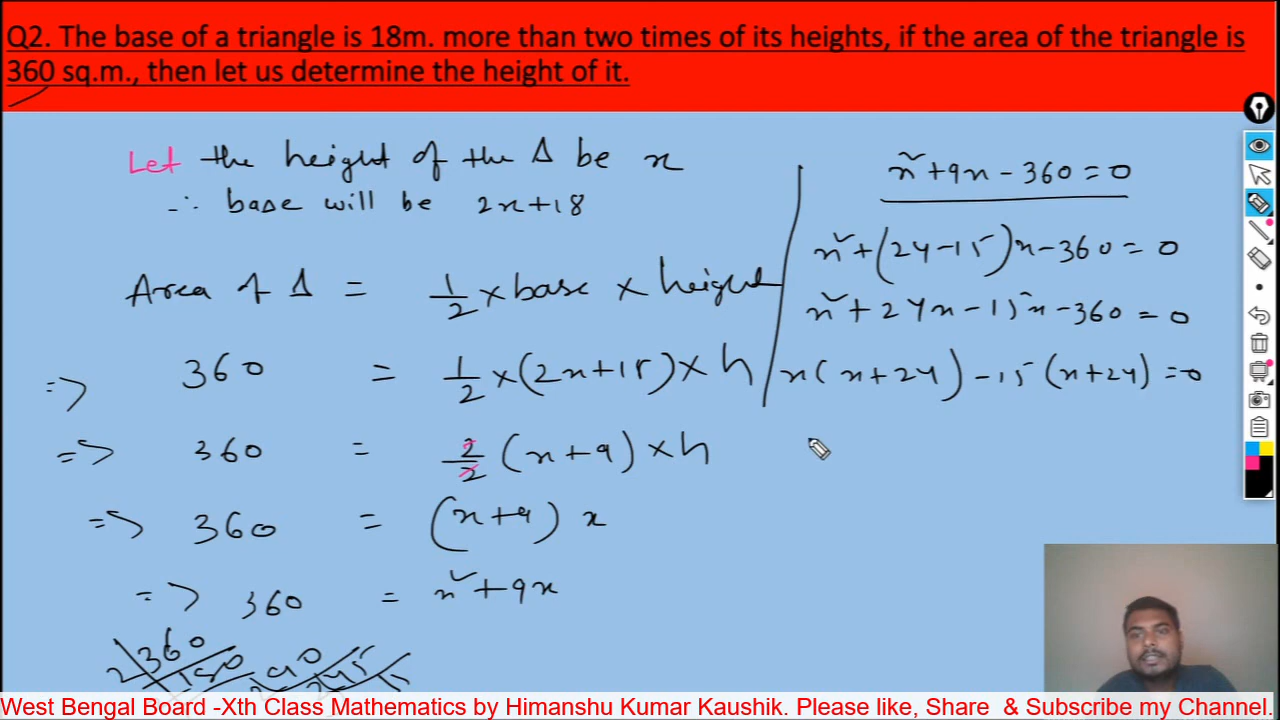 Q2. The base of a triangle is 18m. more than two times of its heights, if the area of the triangle is
360 sq.m., then let us determine the height of it.
Let the height of the Δ be x
∴ base will be 2x+18
Area of Δ = 1/2 × base × height
=> 360 = 1/2 × (2x+18) × h
=> 360 = 2/2 (x+9) × h
=> 360 = (x+9) x
=> 360 = x²+9x
2 360
180
90
45
x²+9x-360=0
x²+(24-15)x-360=0
x²+24x-15x-360=0
x(x+24)-15(x+24)=0
West Bengal Board -Xth Class Mathematics by Himanshu Kumar Kaushik. Please like, Share & Subscribe my Channel.